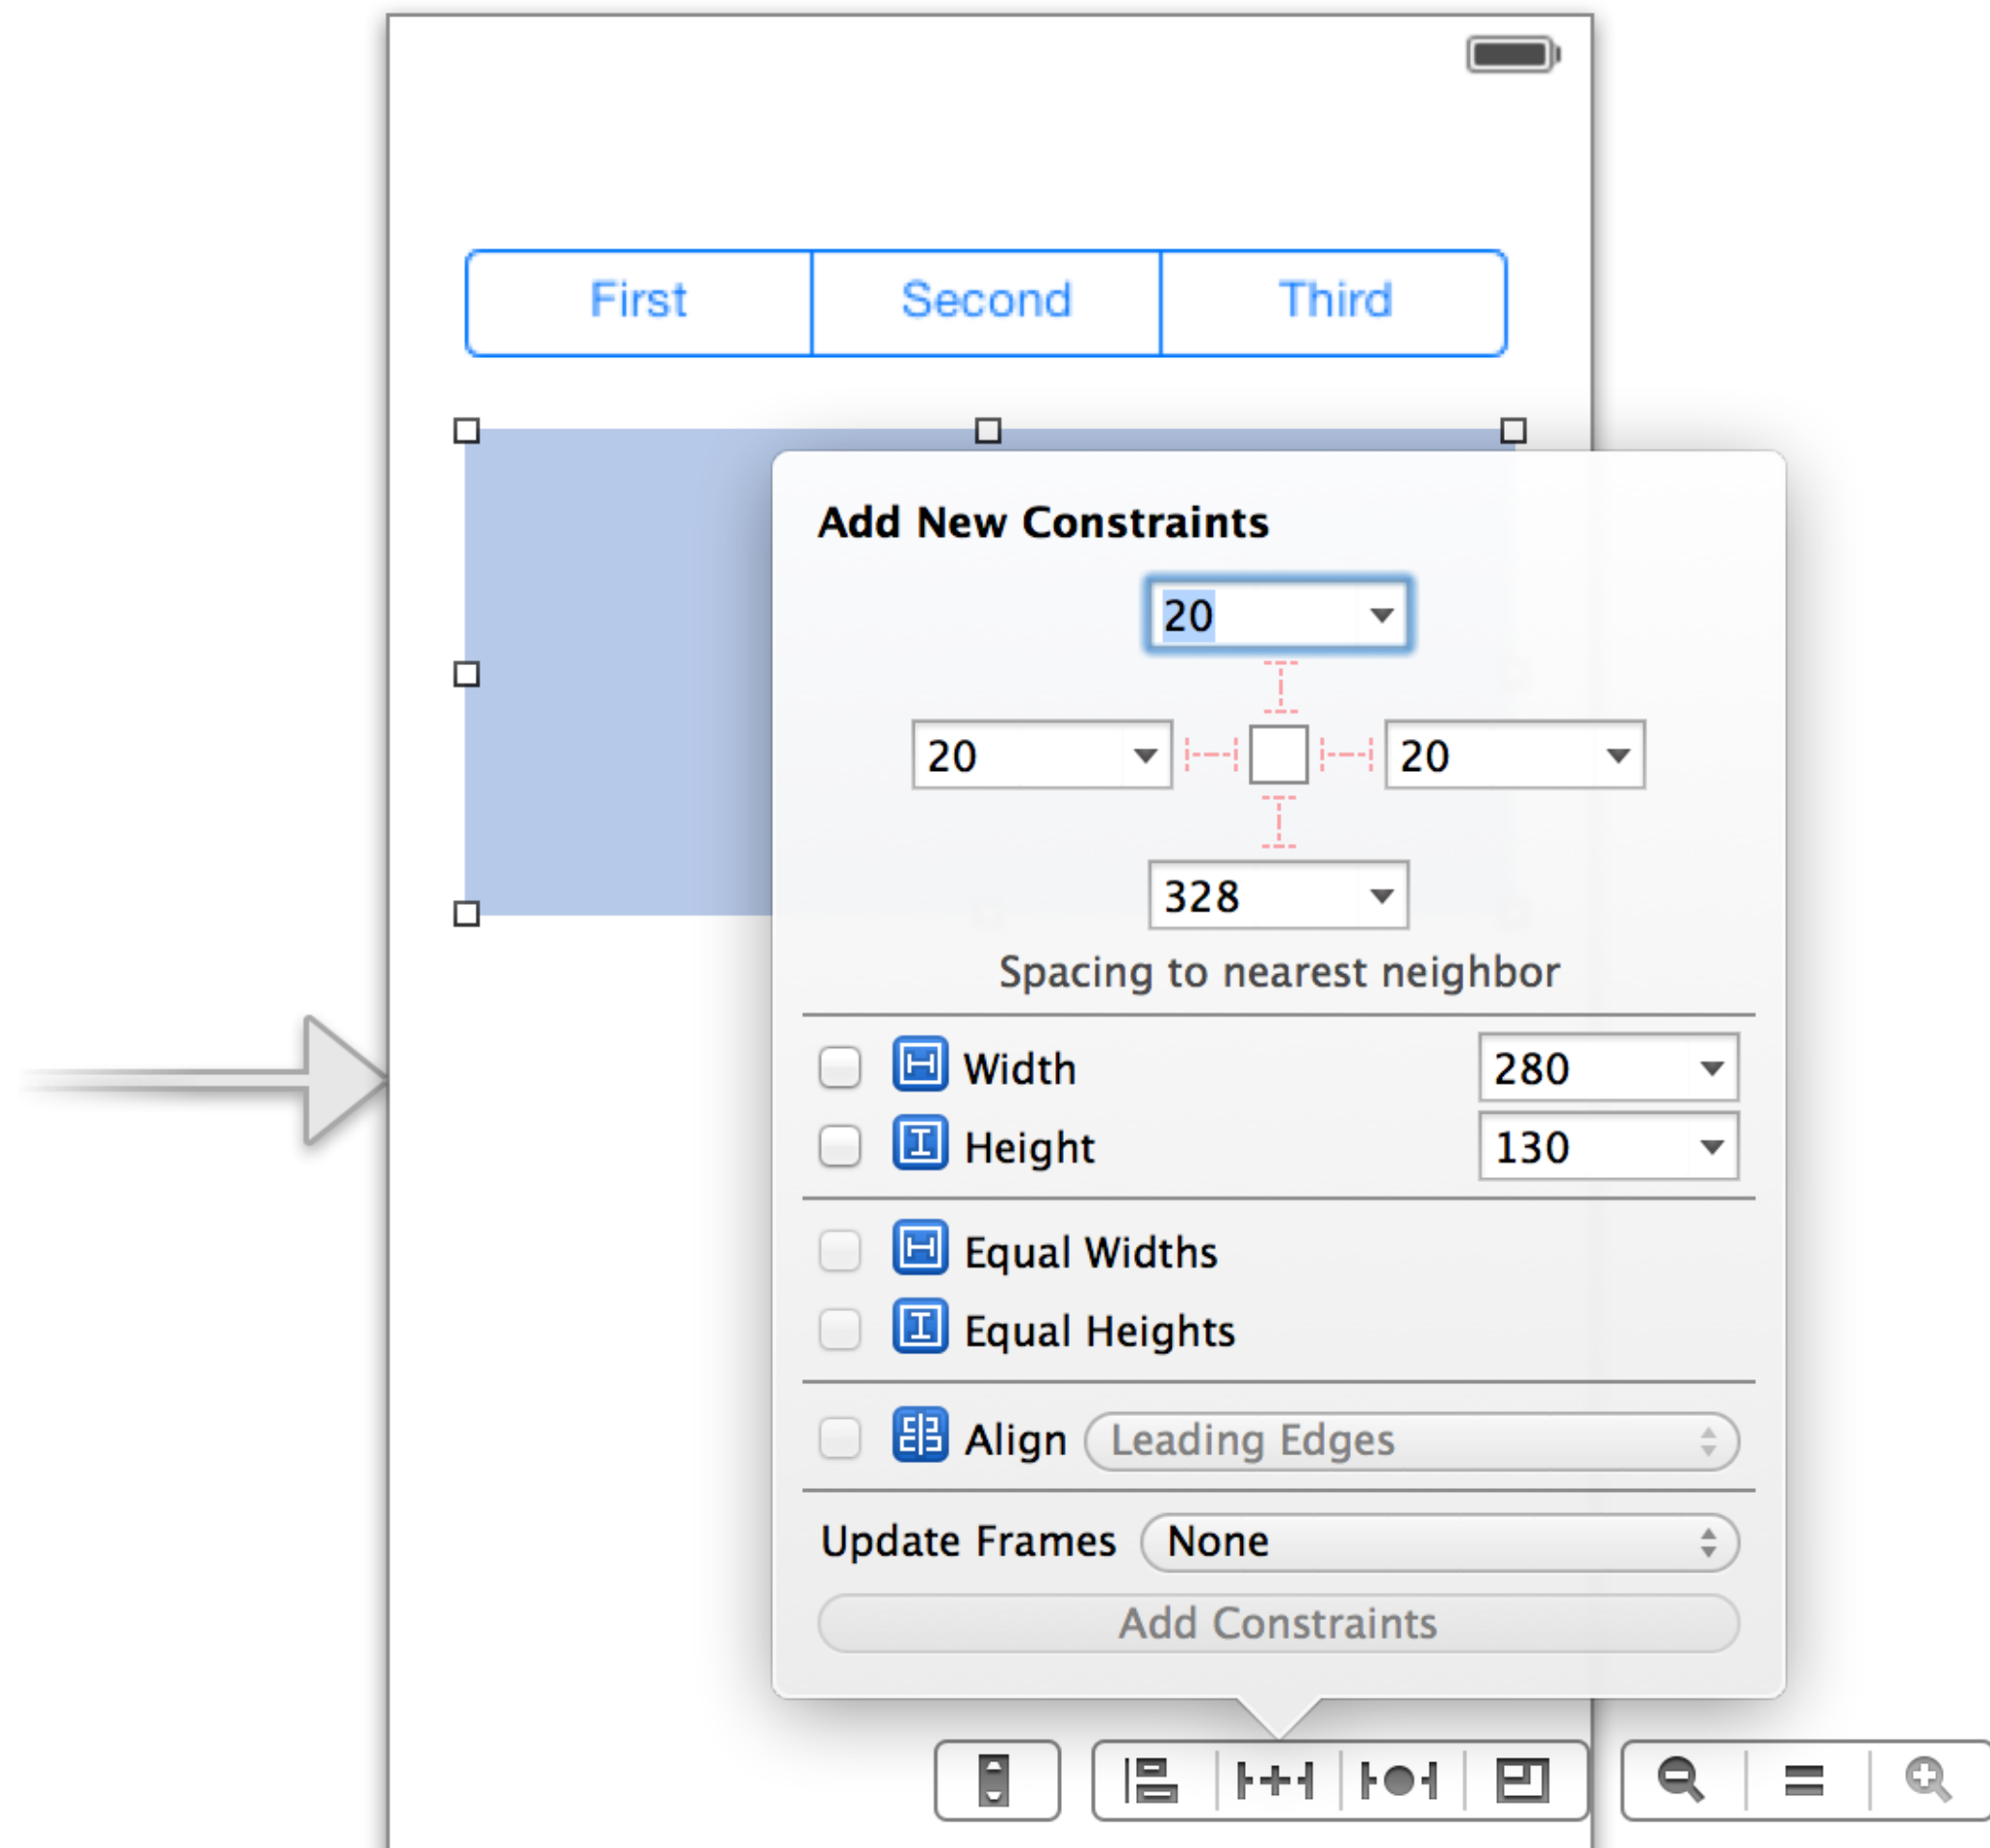 First Second Third
Add New Constraints
20
20 20
328
Spacing to nearest neighbor
Width 280
Height 130
Equal Widths
Equal Heights
Align Leading Edges
Update Frames None
Add Constraints